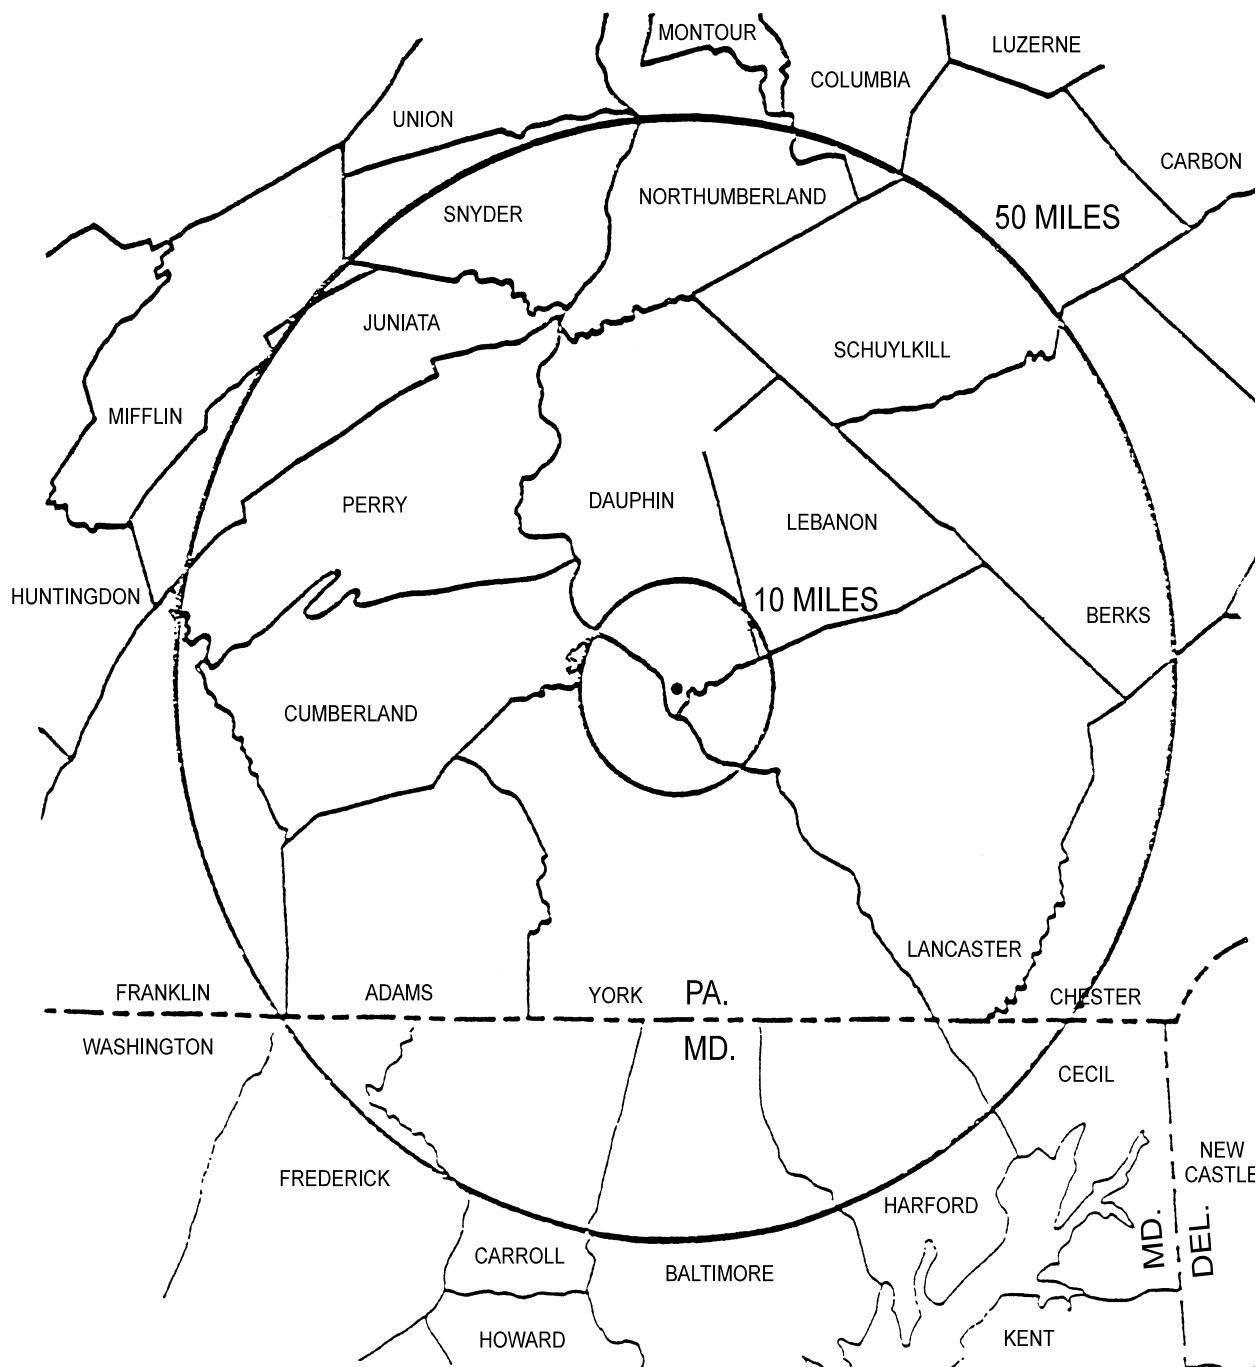 MONTOUR
LUZERNE
COLUMBIA
UNION
CARBON
NORTHUMBERLAND
SNYDER
50 MILES
JUNIATA
SCHUYLKILL
MIFFLIN
PERRY
DAUPHIN
LEBANON
HUNTINGDON
10 MILES
BERKS
CUMBERLAND
LANCASTER
FRANKLIN
ADAMS
YORK
PA.
CHESTER
WASHINGTON
MD.
CECIL
FREDERICK
NEW
CASTLE
HARFORD
MD.
DEL.
CARROLL
BALTIMORE
HOWARD
KENT